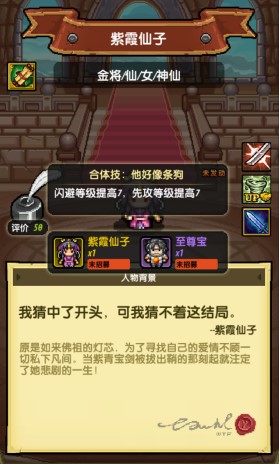 紫霞仙子
金将/仙/女/神仙
合体技：他好像条狗
未发动
闪避等级提高7，先攻等级提高7
UP
评价 50
紫霞仙子
x1
未招募
至尊宝
x1
未招募
人物背景
我猜中了开头，可我猜不着这结局。
--紫霞仙子
原是如来佛祖的灯芯，为了寻找自己的爱情不顾一
切私下凡间。当紫青宝剑被拔出鞘的那刻起就注定
了她悲剧的一生！